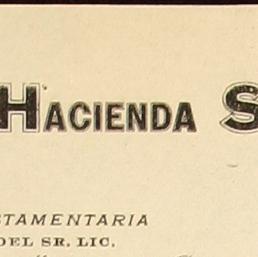 HACIENDA S
STAMENTARIA
DEL SR. LIC.